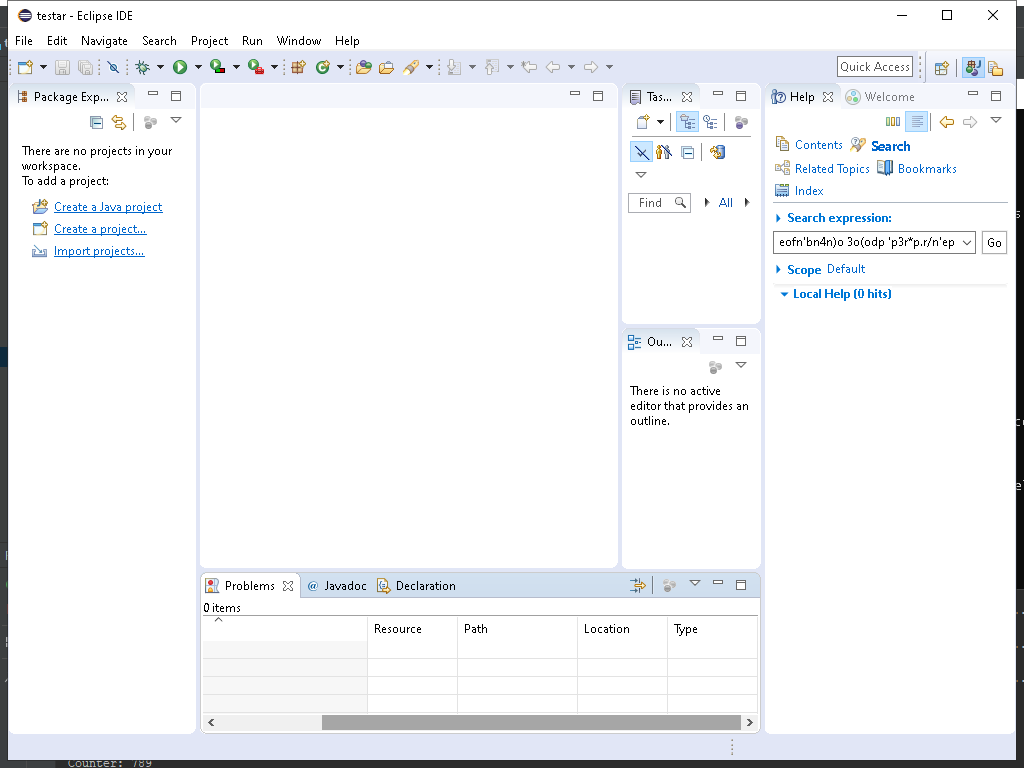 testar - Eclipse IDE
File Edit Navigate Search Project Run Window Help
Quick Access
Package Exp...
There are no projects in your
workspace.
To add a project:
Create a Java project
Create a project...
Import projects...
Tas...
Find
All
Ou...
There is no active
editor that provides an
outline.
Help
Welcome
Contents
Search
Related Topics
Bookmarks
Index
Search expression:
eofn'bn4n)o 3o(odp 'p3r*p.r/n'ep
Go
Scope Default
Local Help (0 hits)
Problems
@ Javadoc
Declaration
0 items
Resource Path Location Type
Counter: 789